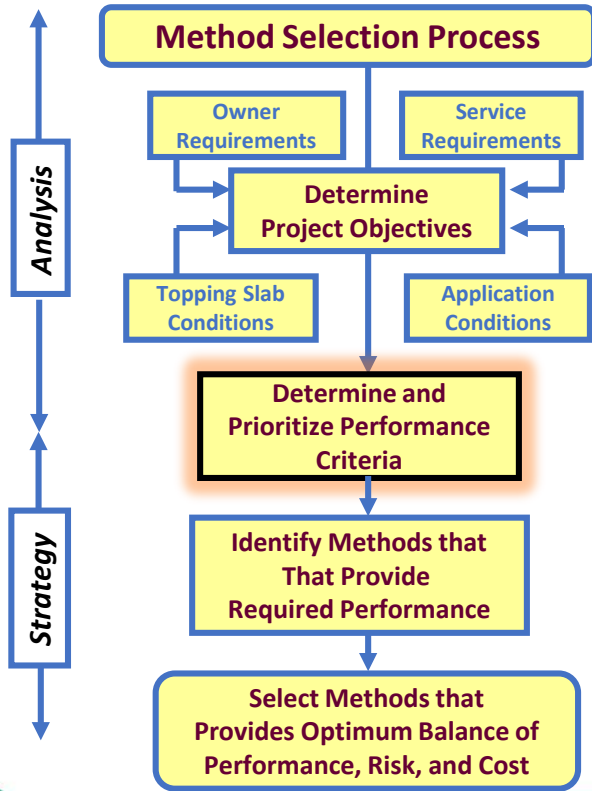 Method Selection Process
Owner
Requirements
Service
Requirements
Determine
Project Objectives
Topping Slab
Conditions
Application
Conditions
Analysis
Determine and
Prioritize Performance
Criteria
Strategy
Identify Methods that
That Provide
Required Performance
Select Methods that
Provides Optimum Balance of
Performance, Risk, and Cost